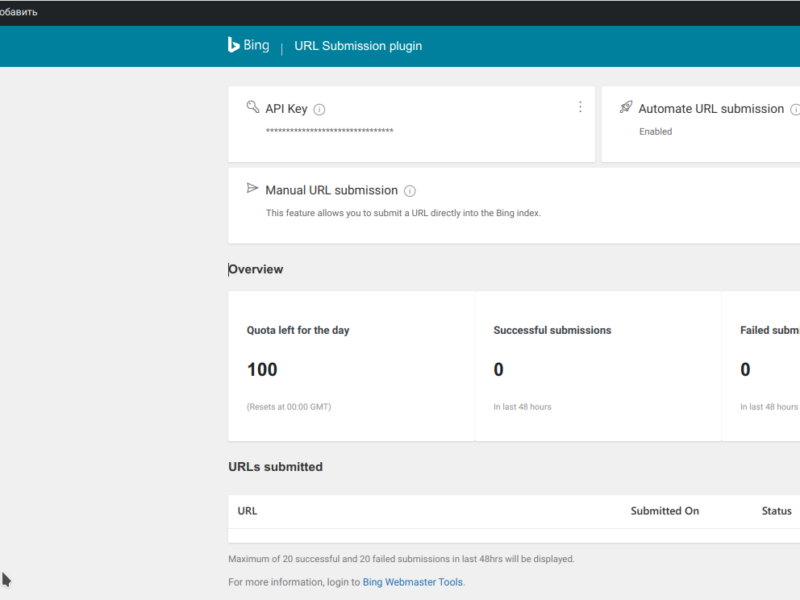 Bing | URL Submission plugin
API Key
********************************
Automate URL submission
Enabled
Manual URL submission
This feature allows you to submit a URL directly into the Bing index.
Overview
Quota left for the day
Successful submissions
Failed
100
0
0
(Resets at 00:00 GMT)
In last 48 hours
In last 48 hours
URLs submitted
URL
Submitted On
Status
Maximum of 20 successful and 20 failed submissions in last 48hrs will be displayed.
For more information, login to Bing Webmaster Tools.